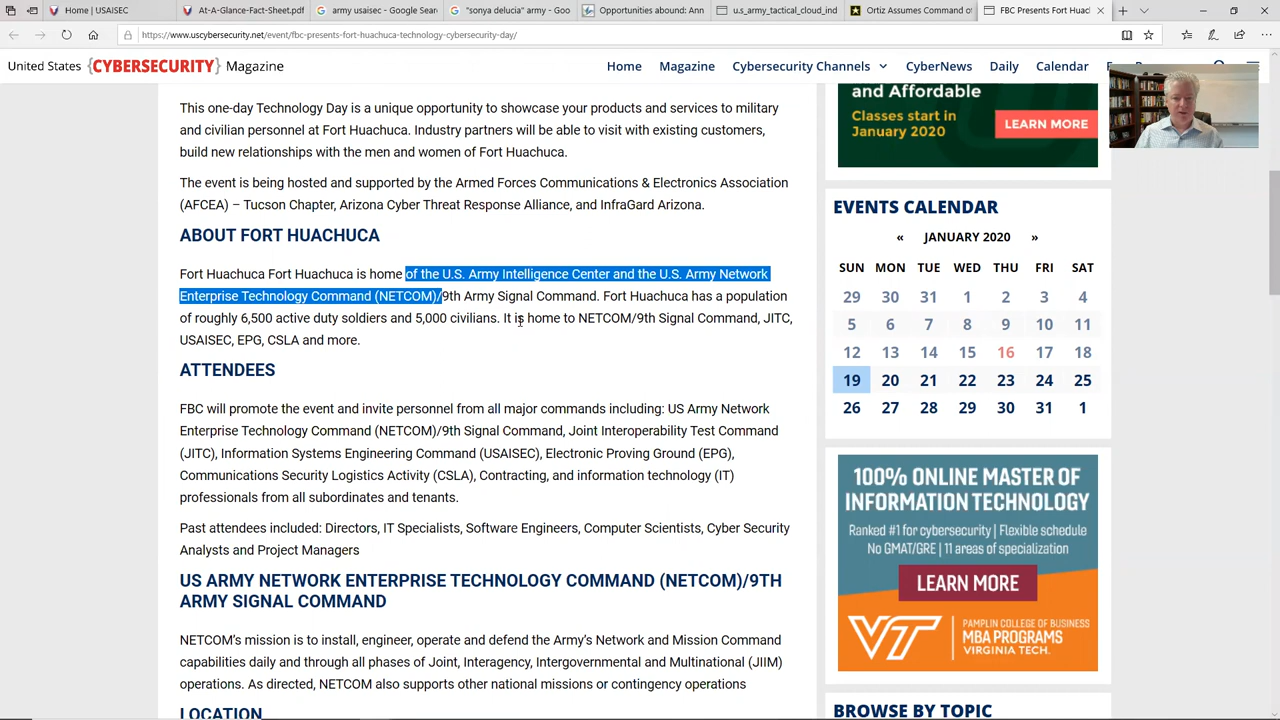 Home | USAISEC
At-A-Glance-Fact-Sheet.pdf
army usaisec - Google Sear
"sonya delucia" army - Goo
Opportunities abound: Ann
u.s_army_tactical_cloud_ind
Ortiz Assumes Command of
FBC Presents Fort Huac
https://www.uscybersecurity.net/event/fbc-presents-fort-huachuca-technology-cybersecurity-day/
United States {CYBERSECURITY} Magazine
Home Magazine Cybersecurity Channels CyberNews Daily Calendar
This one-day Technology Day is a unique opportunity to showcase your products and services to military
and civilian personnel at Fort Huachuca. Industry partners will be able to visit with existing customers,
build new relationships with the men and women of Fort Huachuca.
The event is being hosted and supported by the Armed Forces Communications & Electronics Association
(AFCEA) – Tucson Chapter, Arizona Cyber Threat Response Alliance, and InfraGard Arizona.
ABOUT FORT HUACHUCA
Fort Huachuca Fort Huachuca is home of the U.S. Army Intelligence Center and the U.S. Army Network
Enterprise Technology Command (NETCOM)/9th Army Signal Command. Fort Huachuca has a population
of roughly 6,500 active duty soldiers and 5,000 civilians. It is home to NETCOM/9th Signal Command, JITC,
USAISEC, EPG, CSLA and more.
ATTENDEES
FBC will promote the event and invite personnel from all major commands including: US Army Network
Enterprise Technology Command (NETCOM)/9th Signal Command, Joint Interoperability Test Command
(JITC), Information Systems Engineering Command (USAISEC), Electronic Proving Ground (EPG),
Communications Security Logistics Activity (CSLA), Contracting, and information technology (IT)
professionals from all subordinates and tenants.
Past attendees included: Directors, IT Specialists, Software Engineers, Computer Scientists, Cyber Security
Analysts and Project Managers
US ARMY NETWORK ENTERPRISE TECHNOLOGY COMMAND (NETCOM)/9TH
ARMY SIGNAL COMMAND
NETCOM's mission is to install, engineer, operate and defend the Army's Network and Mission Command
capabilities daily and through all phases of Joint, Interagency, Intergovernmental and Multinational (JIIM)
operations. As directed, NETCOM also supports other national missions or contingency operations
LOCATION
and Affordable
Classes start in
January 2020
LEARN MORE
EVENTS CALENDAR
« JANUARY 2020 »
SUN MON TUE WED THU FRI SAT
29 30 31 1 2 3 4
5 6 7 8 9 10 11
12 13 14 15 16 17 18
19 20 21 22 23 24 25
26 27 28 29 30 31 1
100% ONLINE MASTER OF
INFORMATION TECHNOLOGY
Ranked #1 for cybersecurity | Flexible schedule
No GMAT/GRE | 11 areas of specialization
LEARN MORE
VT
PAMPLIN COLLEGE OF BUSINESS
MBA PROGRAMS
VIRGINIA TECH.
BROWSE BY TOPIC